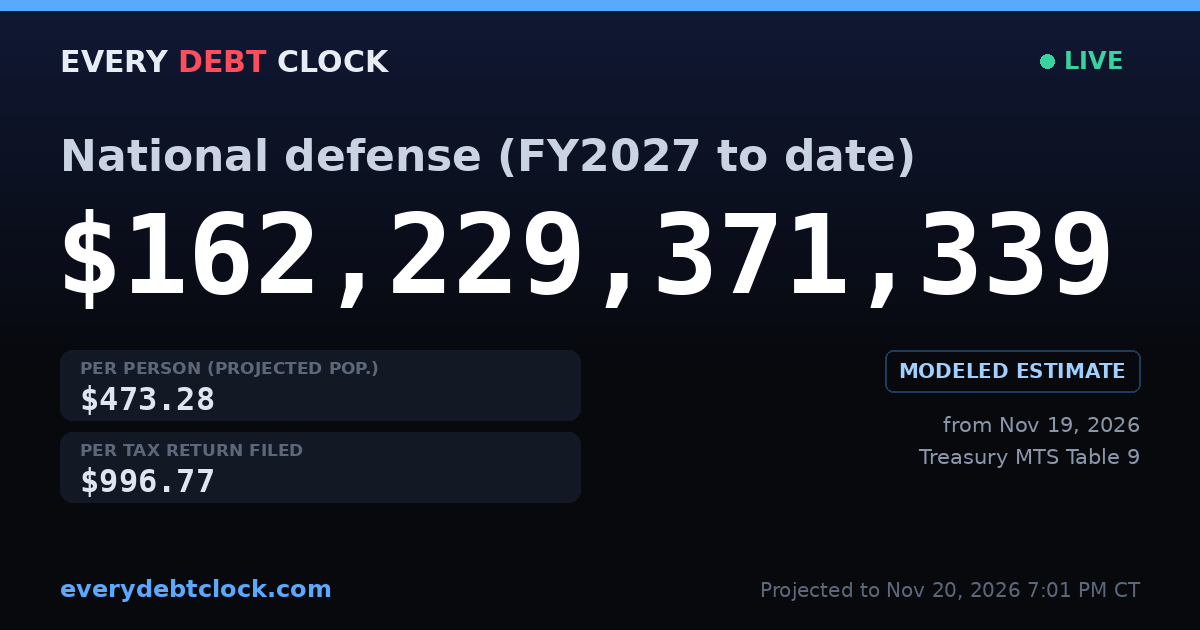 EVERY DEBT CLOCK
LIVE
National defense (FY2027 to date)
$162,229,371,339
PER PERSON (PROJECTED POP.)
$473.28
PER TAX RETURN FILED
$996.77
MODELED ESTIMATE
from Nov 19, 2026
Treasury MTS Table 9
everydebtclock.com
Projected to Nov 20, 2026 7:01 PM CT